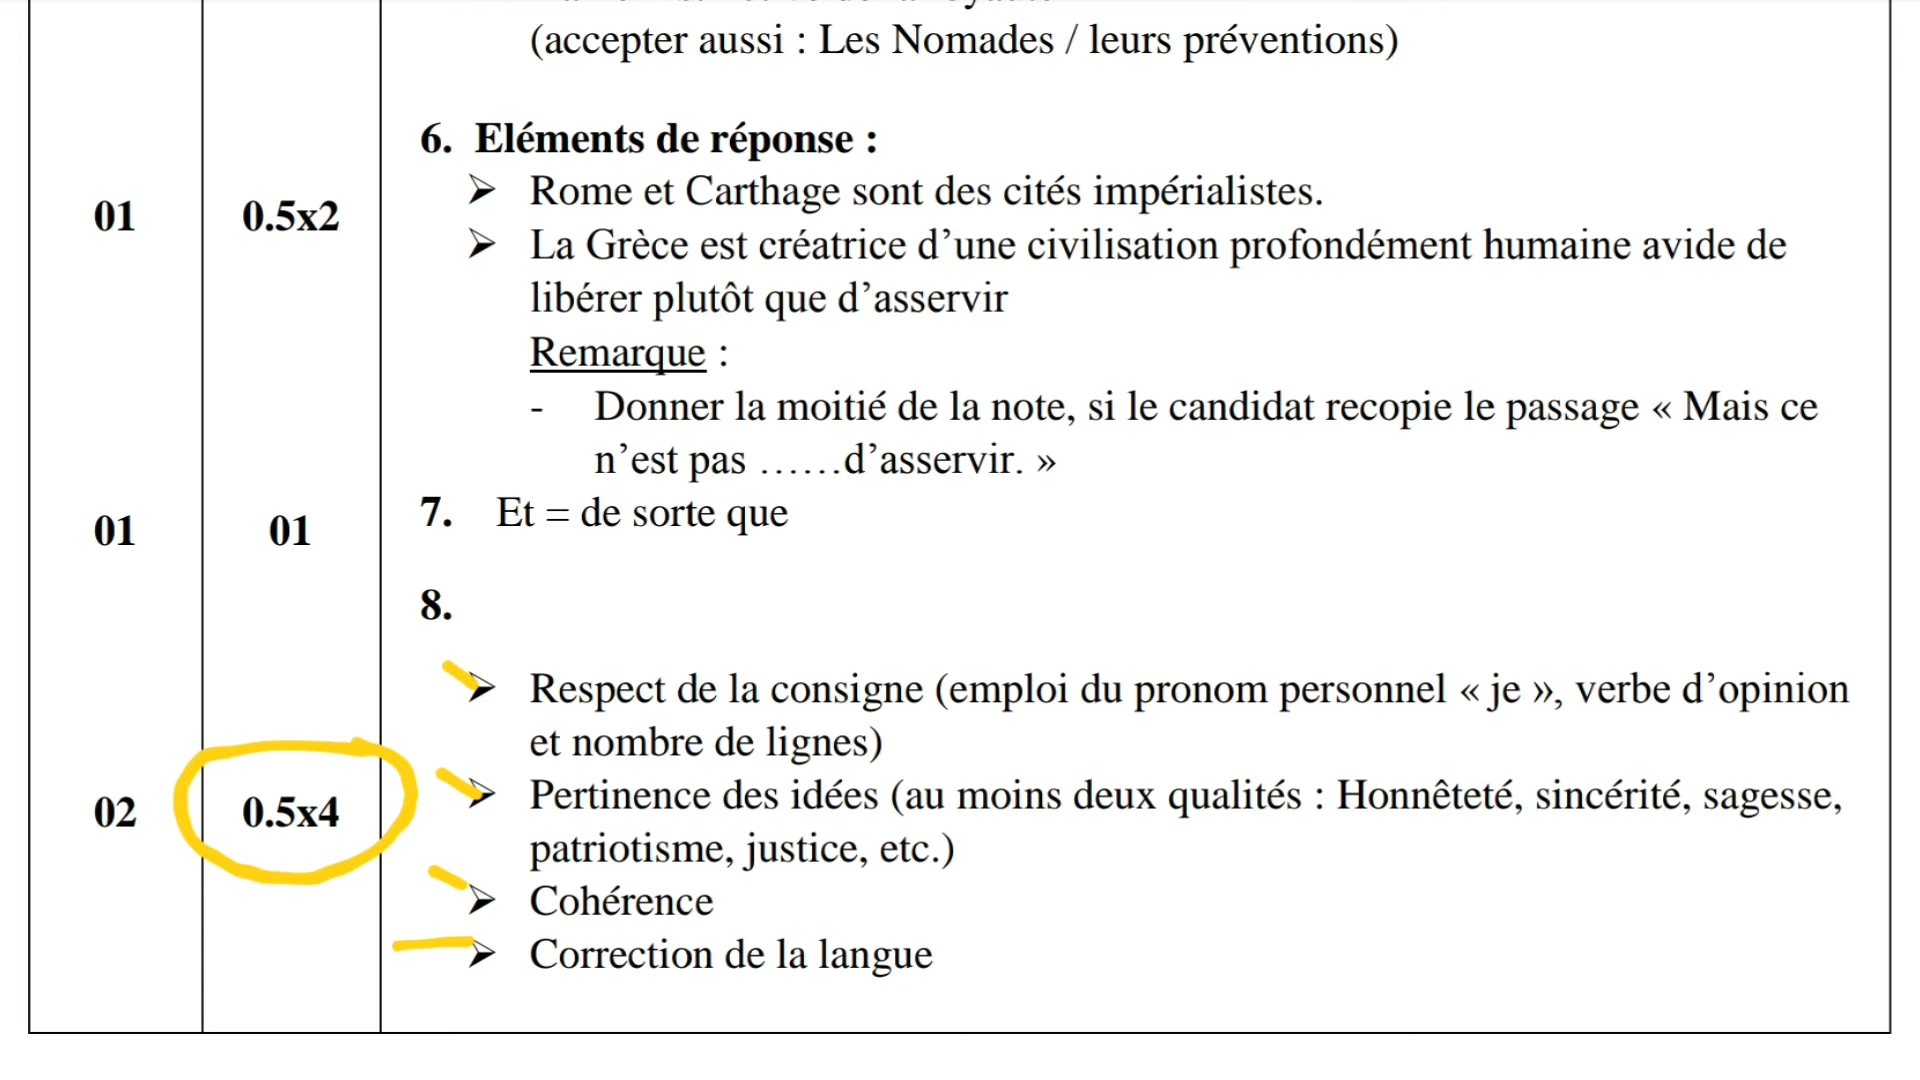 (accepter aussi : Les Nomades / leurs préventions)
6. Eléments de réponse :
➢ Rome et Carthage sont des cités impérialistes.
01 0.5x2
➢ La Grèce est créatrice d’une civilisation profondément humaine avide de
libérer plutôt que d’asservir
Remarque :
- Donner la moitié de la note, si le candidat recopie le passage « Mais ce
n’est pas ……d’asservir. »
7. Et = de sorte que
01 01
8.
➢ Respect de la consigne (emploi du pronom personnel « je », verbe d’opinion
et nombre de lignes)
➢ Pertinence des idées (au moins deux qualités : Honnêteté, sincérité, sagesse,
02 0.5x4
patriotisme, justice, etc.)
➢ Cohérence
➢ Correction de la langue